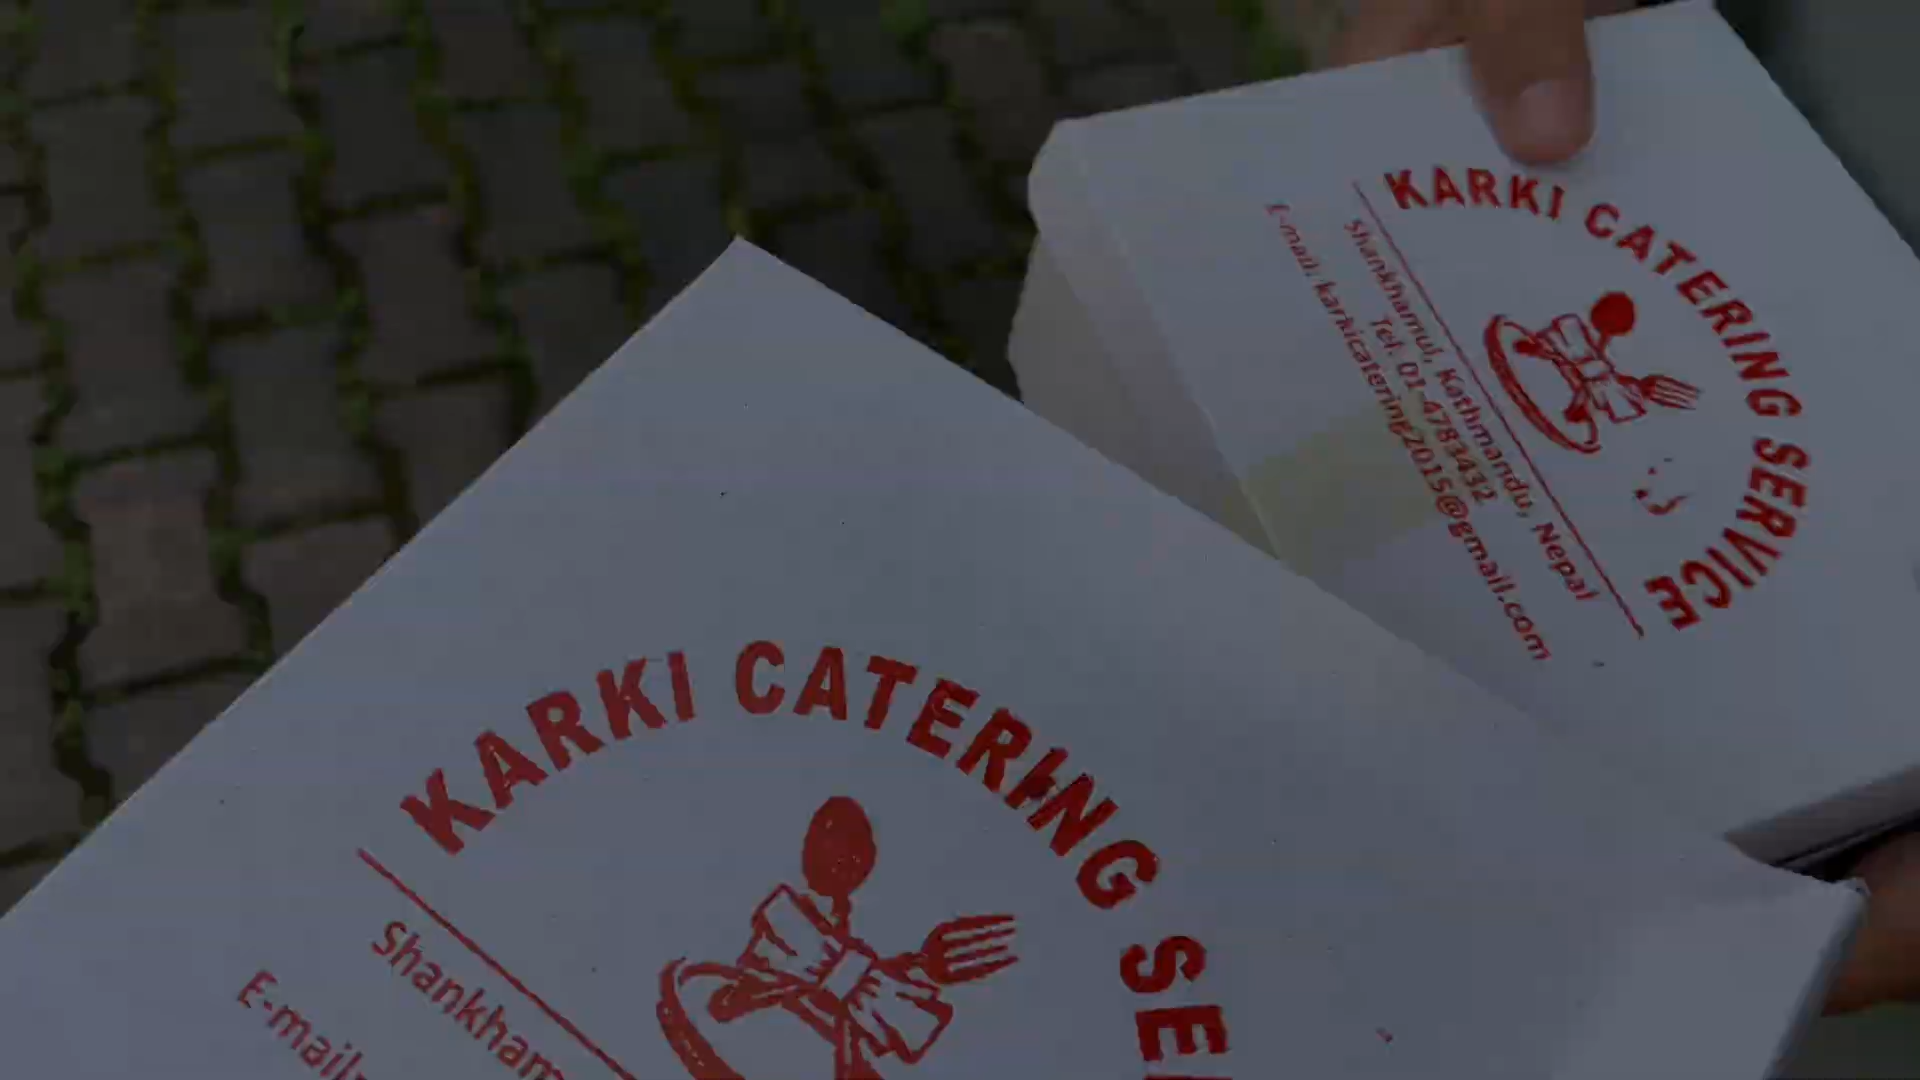 KARKI CATERING SERVICE
Shankhamul, Kathmandu, Nepal
Tel. 01-4783432
E-mail: karkicatering2015@gmail.com
KARKI CATERING SE
Shankham
E-mail: